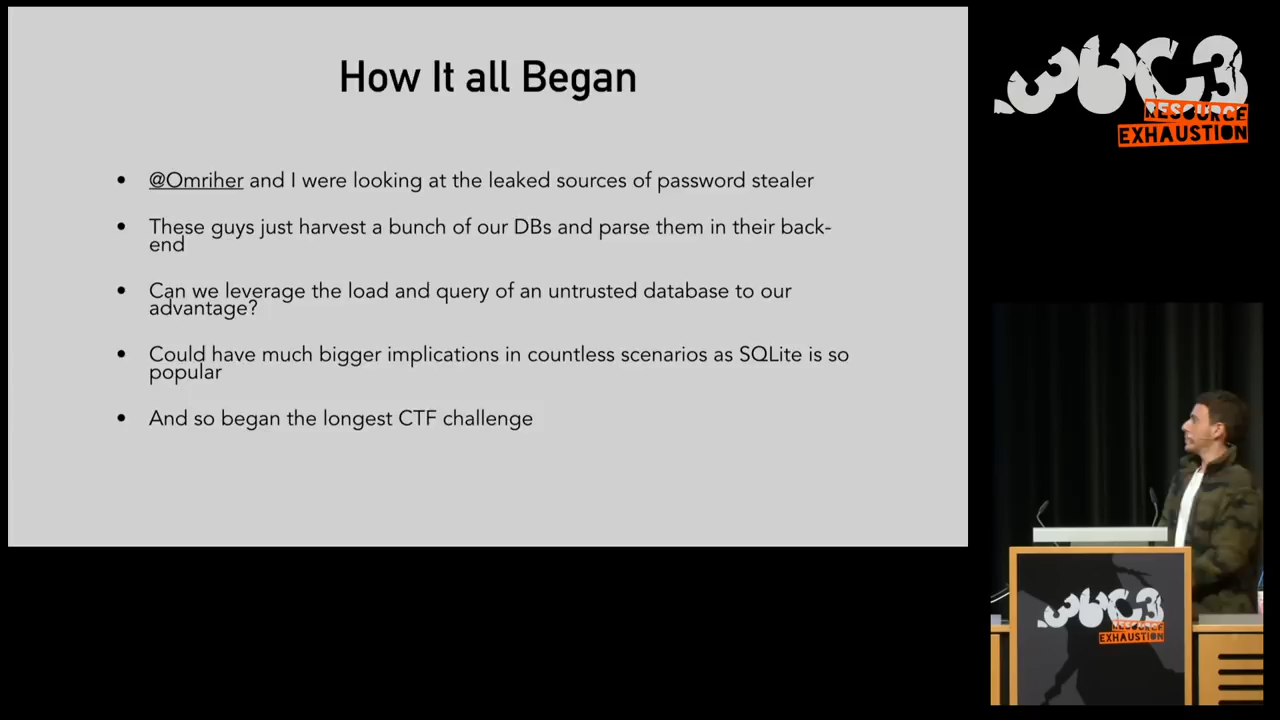 How It all Began
• @Omriher and I were looking at the leaked sources of password stealer
• These guys just harvest a bunch of our DBs and parse them in their back-
end
• Can we leverage the load and query of an untrusted database to our
advantage?
• Could have much bigger implications in countless scenarios as SQLite is so
popular
• And so began the longest CTF challenge
36C3
RESOURCE
EXHAUSTION
36C3
RESOURCE
EXHAUSTION